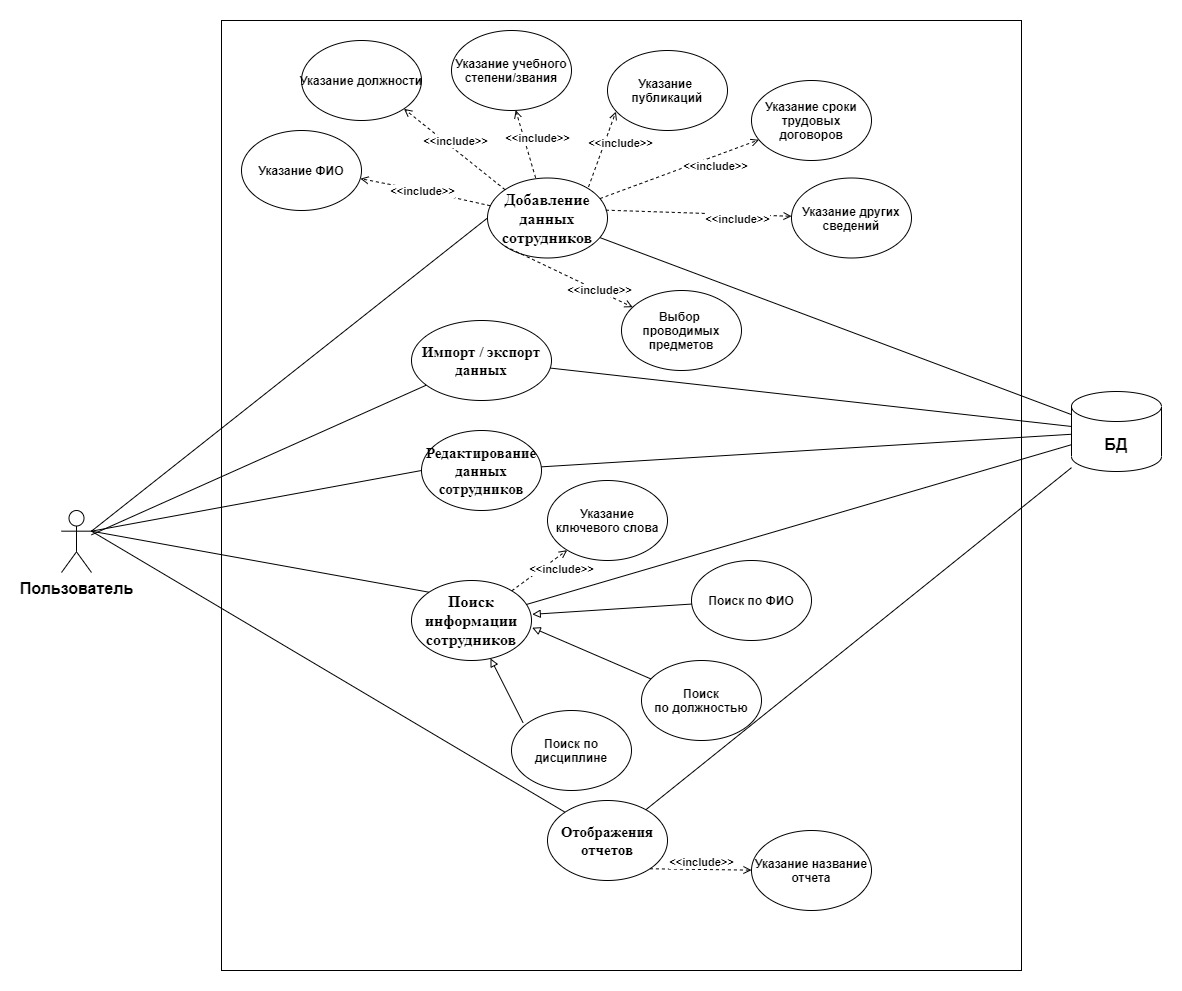 Указание учебного
степени/звания
Указание должности
Указание
публикаций
Указание сроки
трудовых
договоров
<<include>>
<<include>>
<<include>>
<<include>>
Указание ФИО
<<include>>
Добавление
данных
сотрудников
<<include>>
Указание других
сведений
<<include>>
Выбор
проводимых
предметов
Импорт / экспорт
данных
БД
Редактирование
данных
сотрудников
Указание
ключевого слова
<<include>>
Пользователь
Поиск
информации
сотрудников
Поиск по ФИО
Поиск
по должностью
Поиск по
дисциплине
Отображения
отчетов
<<include>>
Указание название
отчета